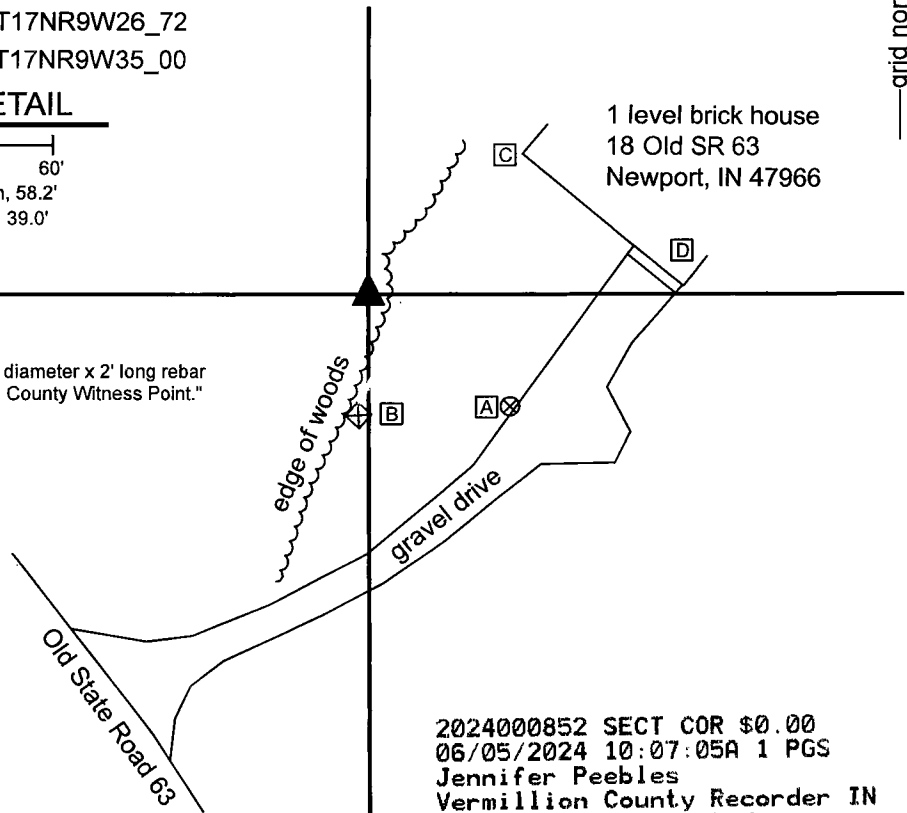 T17NR9W26_72
T17NR9W35_00
ETAIL
60'
n, 58.2'
39.0'
grid nor
1 level brick house
18 Old SR 63
Newport, IN 47966
C
D
diameter x 2' long rebar
County Witness Point."
edge of woods
B
A
gravel drive
Old State Road 63
2024000852 SECT COR $0.00
06/05/2024 10:07:05A 1 PGS
Jennifer Peebles
Vermillion County Recorder IN